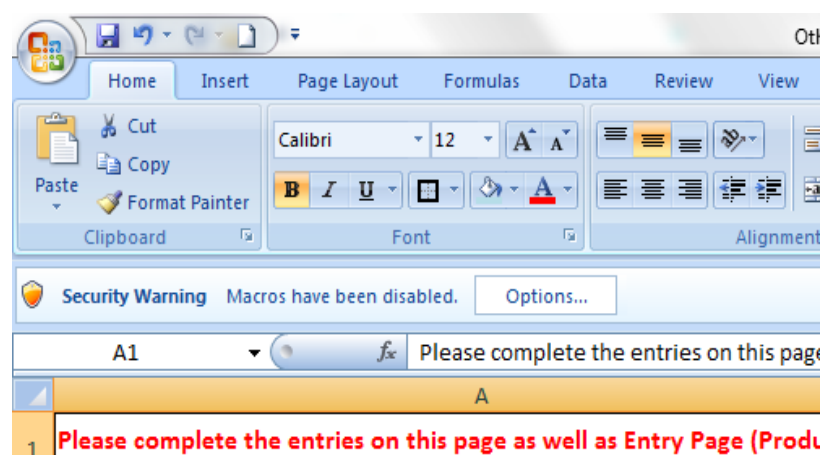 Home Insert Page Layout Formulas Data Review View
Cut
Calibri 12 A A
Copy
Paste
Format Painter
B I U A
Clipboard Font Alignment
Security Warning Macros have been disabled. Options...
A1 fx Please complete the entries on this page
A
1 Please complete the entries on this page as well as Entry Page